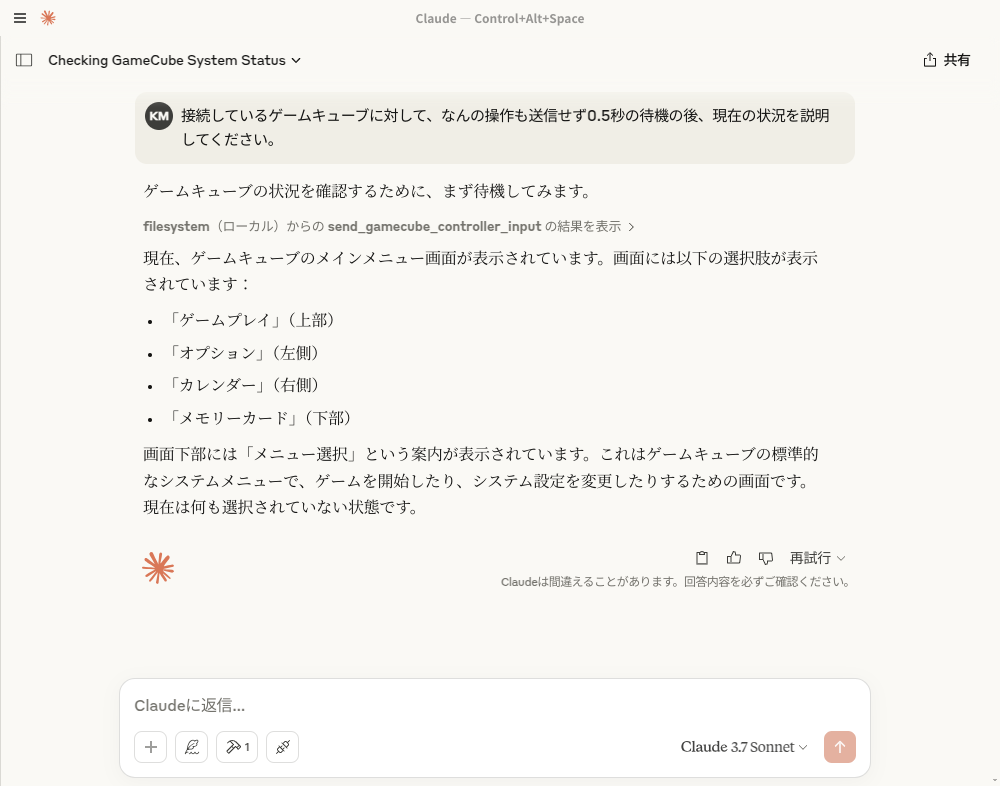 Claude — Control+Alt+Space
Checking GameCube System Status
共有
KM
接続しているゲームキューブに対して、なんの操作も送信せず0.5秒の待機の後、現在の状況を説明
してください。
ゲームキューブの状況を確認するために、まず待機してみます。
filesystem（ローカル）からの send_gamecube_controller_input の結果を表示
現在、ゲームキューブのメインメニュー画面が表示されています。画面には以下の選択肢が表示
されています：
• 「ゲームプレイ」（上部）
• 「オプション」（左側）
• 「カレンダー」（右側）
• 「メモリーカード」（下部）
画面下部には「メニュー選択」という案内が表示されています。これはゲームキューブの標準的
なシステムメニューで、ゲームを開始したり、システム設定を変更したりするための画面です。
現在は何も選択されていない状態です。
再試行
Claudeは間違えることがあります。回答内容を必ずご確認ください。
Claudeに返信...
1
Claude 3.7 Sonnet